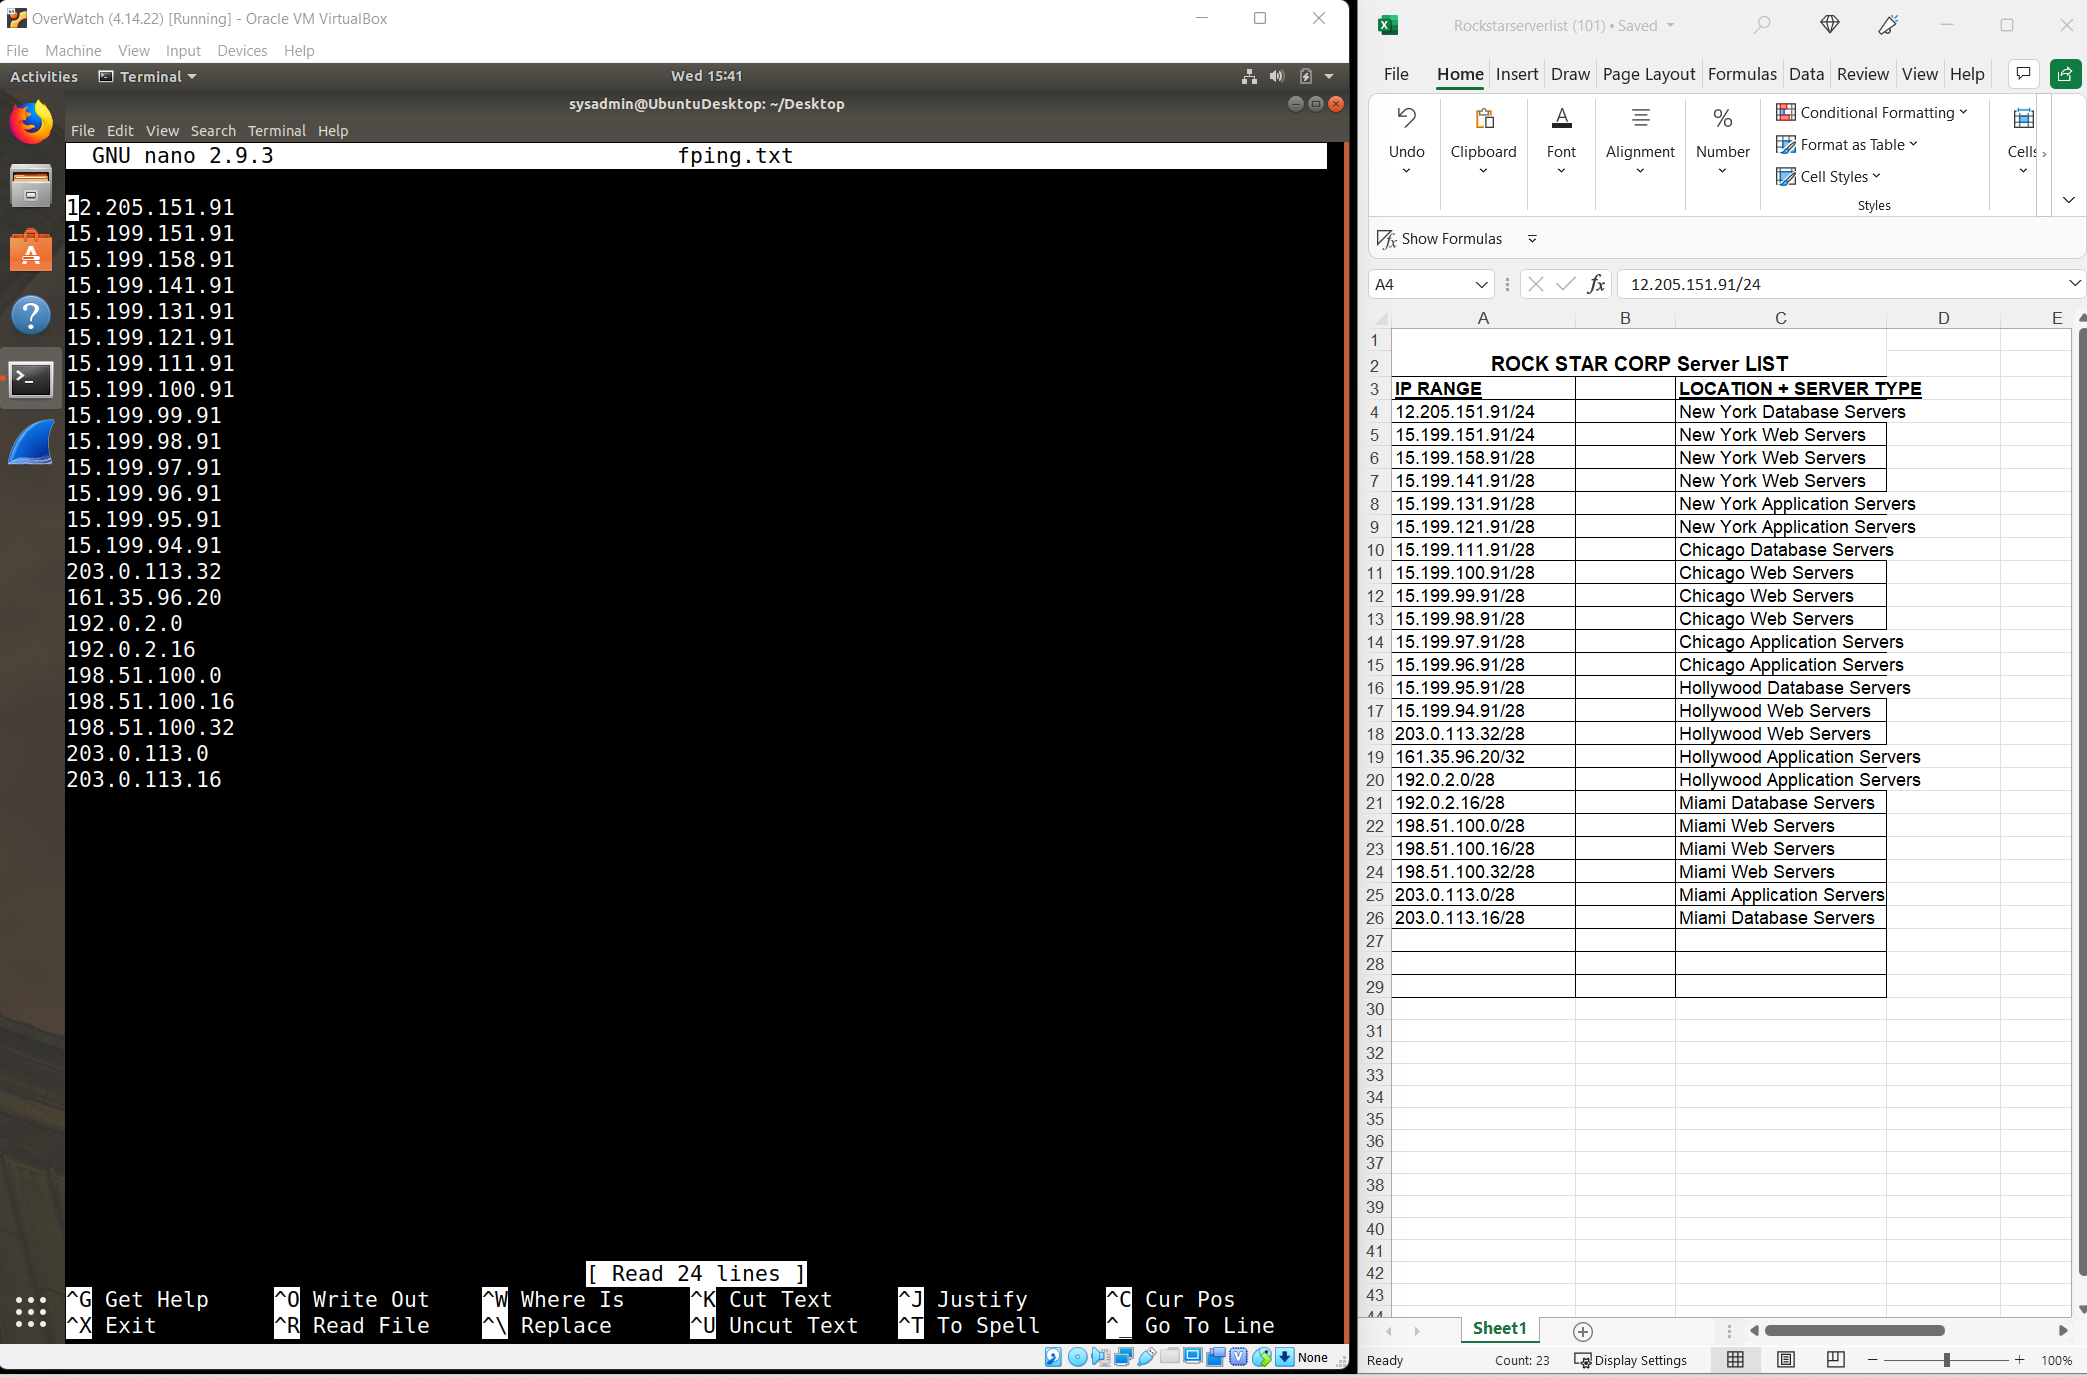 OverWatch (4.14.22) [Running] - Oracle VM VirtualBox
File Machine View Input Devices Help
Activities Terminal Wed 15:41
sysadmin@UbuntuDesktop: ~/Desktop
File Edit View Search Terminal Help
GNU nano 2.9.3 fping.txt
12.205.151.91
15.199.151.91
15.199.158.91
15.199.141.91
15.199.131.91
15.199.121.91
15.199.111.91
15.199.100.91
15.199.99.91
15.199.98.91
15.199.97.91
15.199.96.91
15.199.95.91
15.199.94.91
203.0.113.32
161.35.96.20
192.0.2.0
192.0.2.16
198.51.100.0
198.51.100.16
198.51.100.32
203.0.113.0
203.0.113.16
[ Read 24 lines ]
^G Get Help ^O Write Out ^W Where Is ^K Cut Text ^J Justify ^C Cur Pos
^X Exit ^R Read File ^\ Replace ^U Uncut Text ^T To Spell ^_ Go To Line
None
Rockstarserverlist (101) • Saved
File Home Insert Draw Page Layout Formulas Data Review View Help
Undo Clipboard Font Alignment Number
Conditional Formatting
Format as Table
Cell Styles
Styles
Cells
Show Formulas
A4 fx 12.205.151.91/24
A B C D E
1
2 ROCK STAR CORP Server LIST
3 IP RANGE LOCATION + SERVER TYPE
4 12.205.151.91/24 New York Database Servers
5 15.199.151.91/24 New York Web Servers
6 15.199.158.91/28 New York Web Servers
7 15.199.141.91/28 New York Web Servers
8 15.199.131.91/28 New York Application Servers
9 15.199.121.91/28 New York Application Servers
10 15.199.111.91/28 Chicago Database Servers
11 15.199.100.91/28 Chicago Web Servers
12 15.199.99.91/28 Chicago Web Servers
13 15.199.98.91/28 Chicago Web Servers
14 15.199.97.91/28 Chicago Application Servers
15 15.199.96.91/28 Chicago Application Servers
16 15.199.95.91/28 Hollywood Database Servers
17 15.199.94.91/28 Hollywood Web Servers
18 203.0.113.32/28 Hollywood Web Servers
19 161.35.96.20/32 Hollywood Application Servers
20 192.0.2.0/28 Hollywood Application Servers
21 192.0.2.16/28 Miami Database Servers
22 198.51.100.0/28 Miami Web Servers
23 198.51.100.16/28 Miami Web Servers
24 198.51.100.32/28 Miami Web Servers
25 203.0.113.0/28 Miami Application Servers
26 203.0.113.16/28 Miami Database Servers
27
28
29
30
31
32
33
34
35
36
37
38
39
40
41
42
43
44
Sheet1
Ready Count: 23 Display Settings 100%